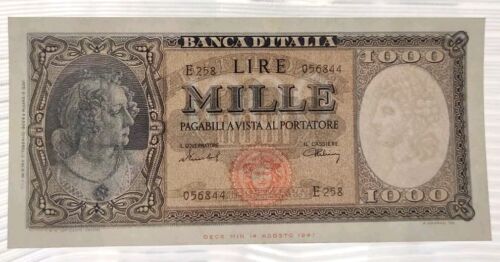 BANCA D'ITALIA
1000
E 258 LIRE 056844
MILLE
PAGABILI A VISTA AL PORTATORE
IL GOVERNATORE IL CASSIERE
056844 E 258
1000
DECR. MIN. 14 AGOSTO 1947